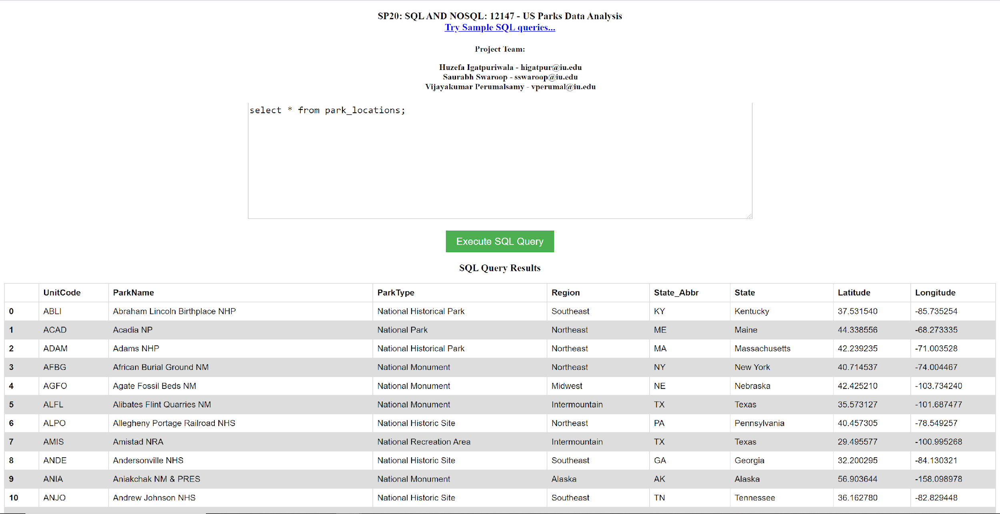 SP20: SQL AND NOSQL: 12147 - US Parks Data Analysis
Try Sample SQL queries...
Project Team:
Huzefa Igatpuriwala - higatpur@iu.edu
Saurabh Swaroop - sswaroop@iu.edu
Vijayakumar Perumalsamy - vperumal@iu.edu
select * from park_locations;
Execute SQL Query
SQL Query Results
UnitCode ParkName ParkType Region State_Abbr State Latitude Longitude
0 ABLI Abraham Lincoln Birthplace NHP National Historical Park Southeast KY Kentucky 37.531540 -85.735254
1 ACAD Acadia NP National Park Northeast ME Maine 44.338556 -68.273335
2 ADAM Adams NHP National Historical Park Northeast MA Massachusetts 42.239235 -71.003528
3 AFBG African Burial Ground NM National Monument Northeast NY New York 40.714537 -74.004467
4 AGFO Agate Fossil Beds NM National Monument Midwest NE Nebraska 42.425210 -103.734240
5 ALFL Alibates Flint Quarries NM National Monument Intermountain TX Texas 35.573127 -101.687477
6 ALPO Allegheny Portage Railroad NHS National Historic Site Northeast PA Pennsylvania 40.457305 -78.549257
7 AMIS Amistad NRA National Recreation Area Intermountain TX Texas 29.495577 -100.995268
8 ANDE Andersonville NHS National Historic Site Southeast GA Georgia 32.200295 -84.130321
9 ANIA Aniakchak NM & PRES National Monument Alaska AK Alaska 56.903644 -158.098978
10 ANJO Andrew Johnson NHS National Historic Site Southeast TN Tennessee 36.162780 -82.829448